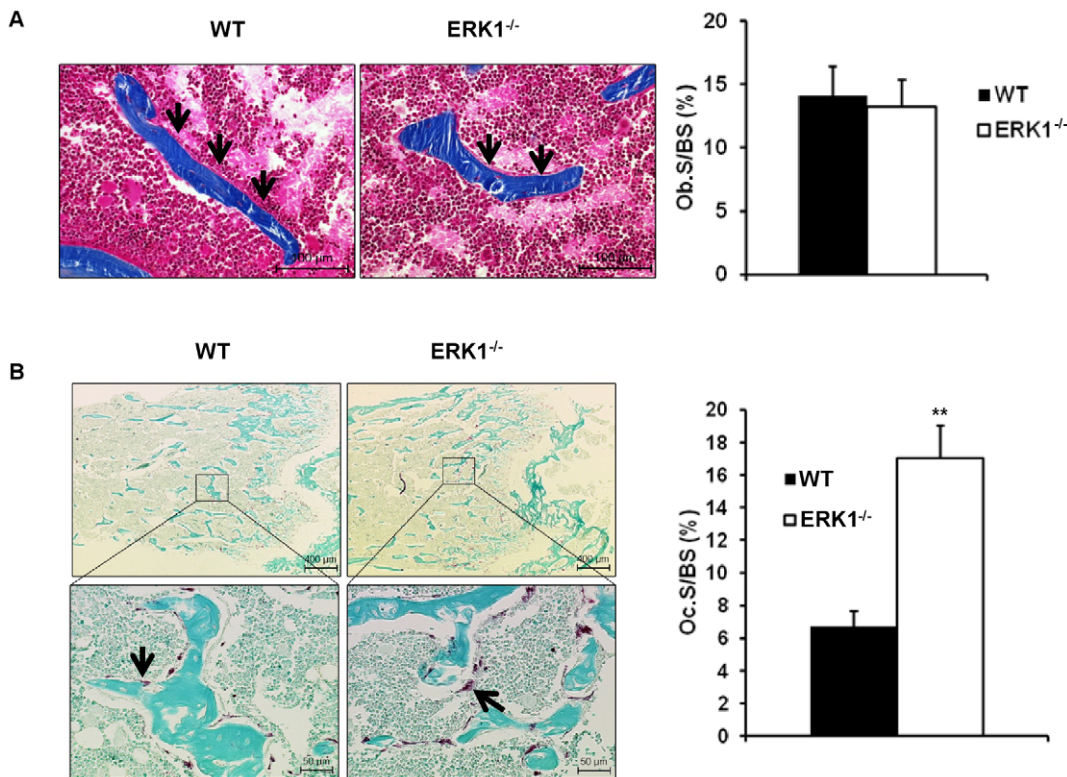 A
WT
ERK1-/-
100 µm
100 µm
20
15
10
5
0
Ob.S/BS (%)
WT
ERK1-/-
B
WT
ERK1-/-
400 µm
400 µm
50 µm
50 µm
20
18
16
14
12
10
8
6
4
2
0
Oc.S/BS (%)
**
WT
ERK1-/-